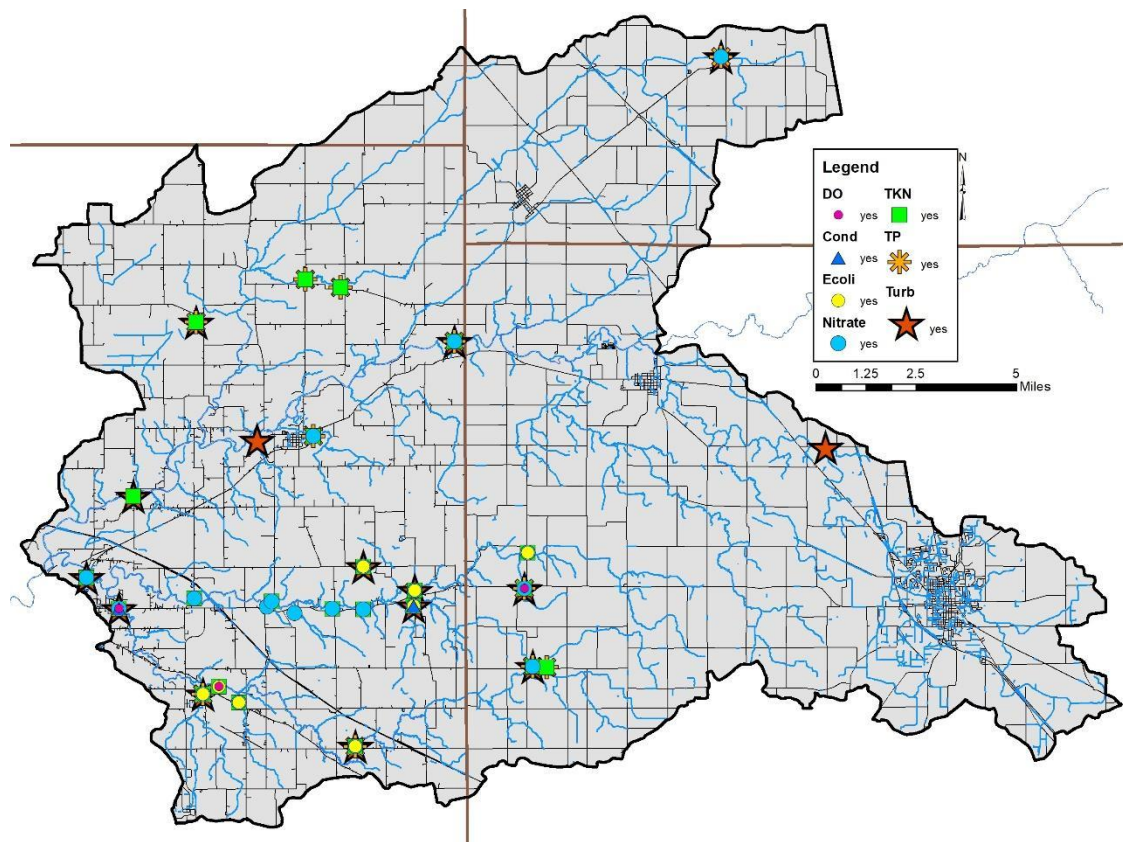 Legend
N
DO TKN
yes yes
Cond TP
yes yes
Ecoli Turb
yes
Nitrate yes
yes
0 1.25 2.5 5
Miles